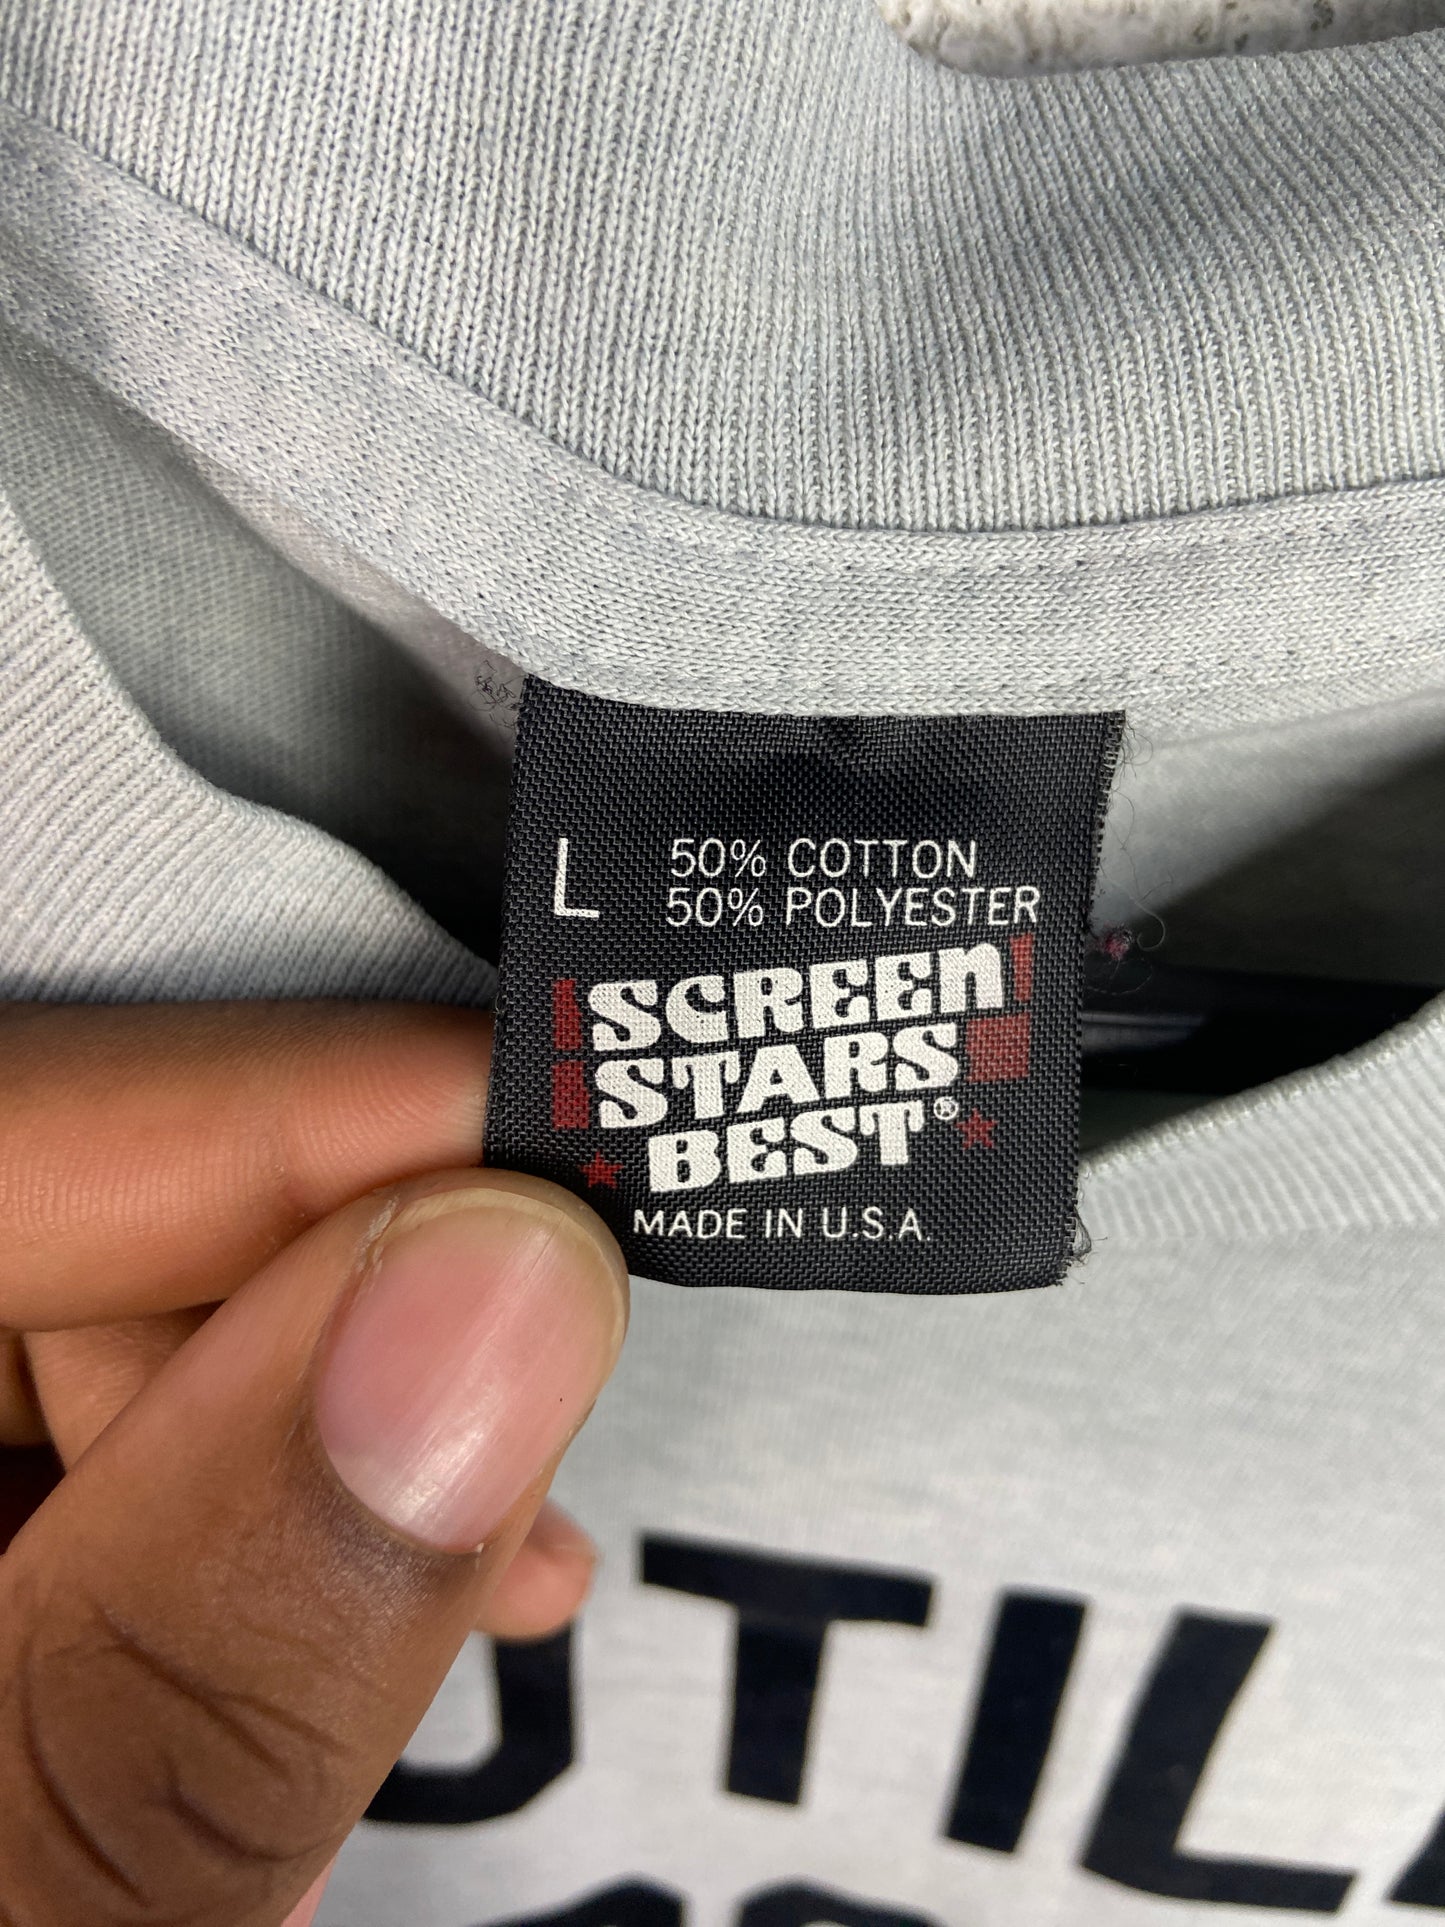 L 50% COTTON
50% POLYESTER
SCREEN
STARS
BEST®
MADE IN U.S.A.